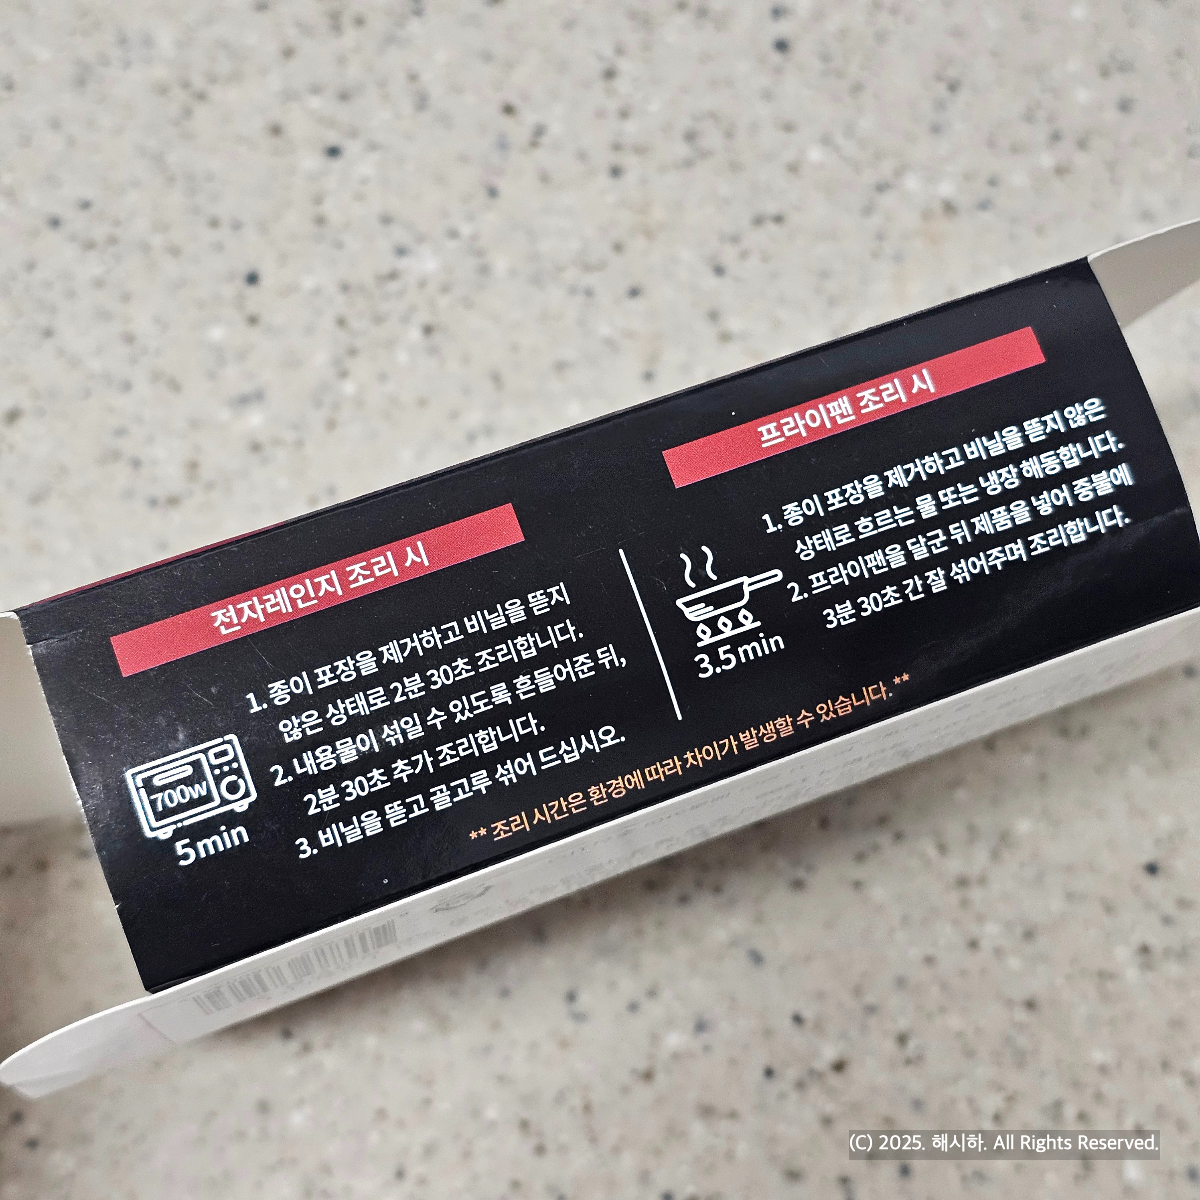 전자레인지 조리 시
1. 종이 포장을 제거하고 비닐을 뜯지
않은 상태로 2분 30초 조리합니다.
2. 내용물이 섞일 수 있도록 흔들어준 뒤,
2분 30초 추가 조리합니다.
3. 비닐을 뜯고 골고루 섞어 드십시오.
700W
5min
프라이팬 조리 시
1. 종이 포장을 제거하고 비닐을 뜯지 않은
상태로 흐르는 물 또는 냉장 해동합니다.
2. 프라이팬을 달군 뒤 제품을 넣어 중불에
3분 30초 간 잘 섞어주며 조리합니다.
3.5min
** 조리 시간은 환경에 따라 차이가 발생할 수 있습니다. **
(C) 2025. 해시하. All Rights Reserved.